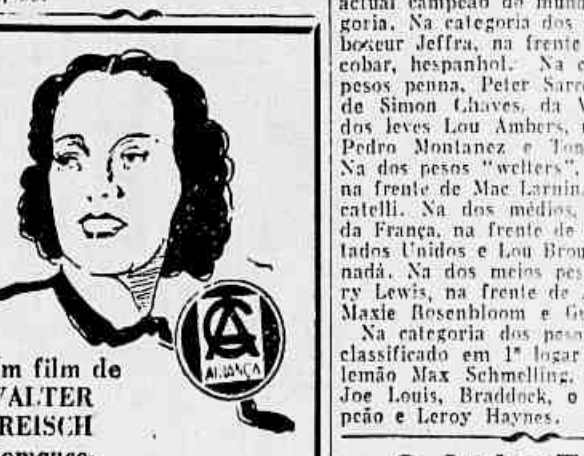 m film de
WALTER
REISCH
ALIANÇA
actual campeão do mund
goria. Na categoria dos
boxeur Jeffra, na frente
cobar, hespanhol. Na c
pesos penna, Peter Sarr
de Simon Chaves, da V
dos leves Lou Ambers,
Pedro Montanez e Ton
Na dos pesos "welters",
na frente de Mac Larnin,
catelli. Na dos médios,
da França, na frente de
tados Unidos e Lou Brou
nadá. Na dos meios pes
ry Lewis, na frente de
Maxie Rosenbloom e Gu
Na categoria dos peso
classificado em 1º logar
lemão Max Schmelling,
Joe Louis, Braddock, o
peão e Leroy Haynes.